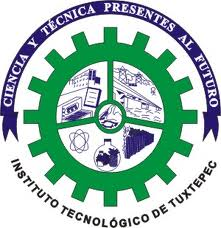 CIENCIA Y TÉCNICA PRESENTES AL FUTURO
INSTITUTO TECNOLÓGICO DE TUXTEPEC